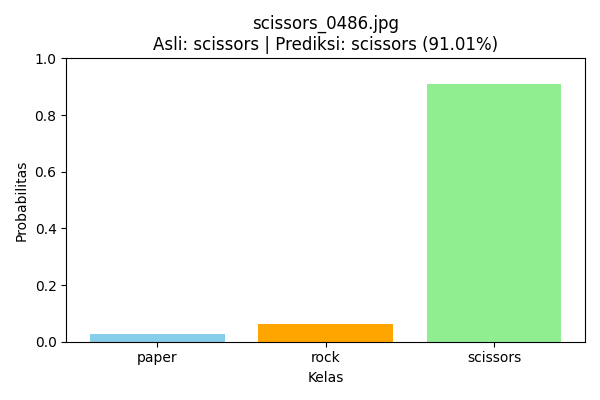 scissors_0486.jpg
Asli: scissors | Prediksi: scissors (91.01%)
1.0
0.8
0.6
0.4
0.2
0.0
Probabilitas
paper rock scissors
Kelas